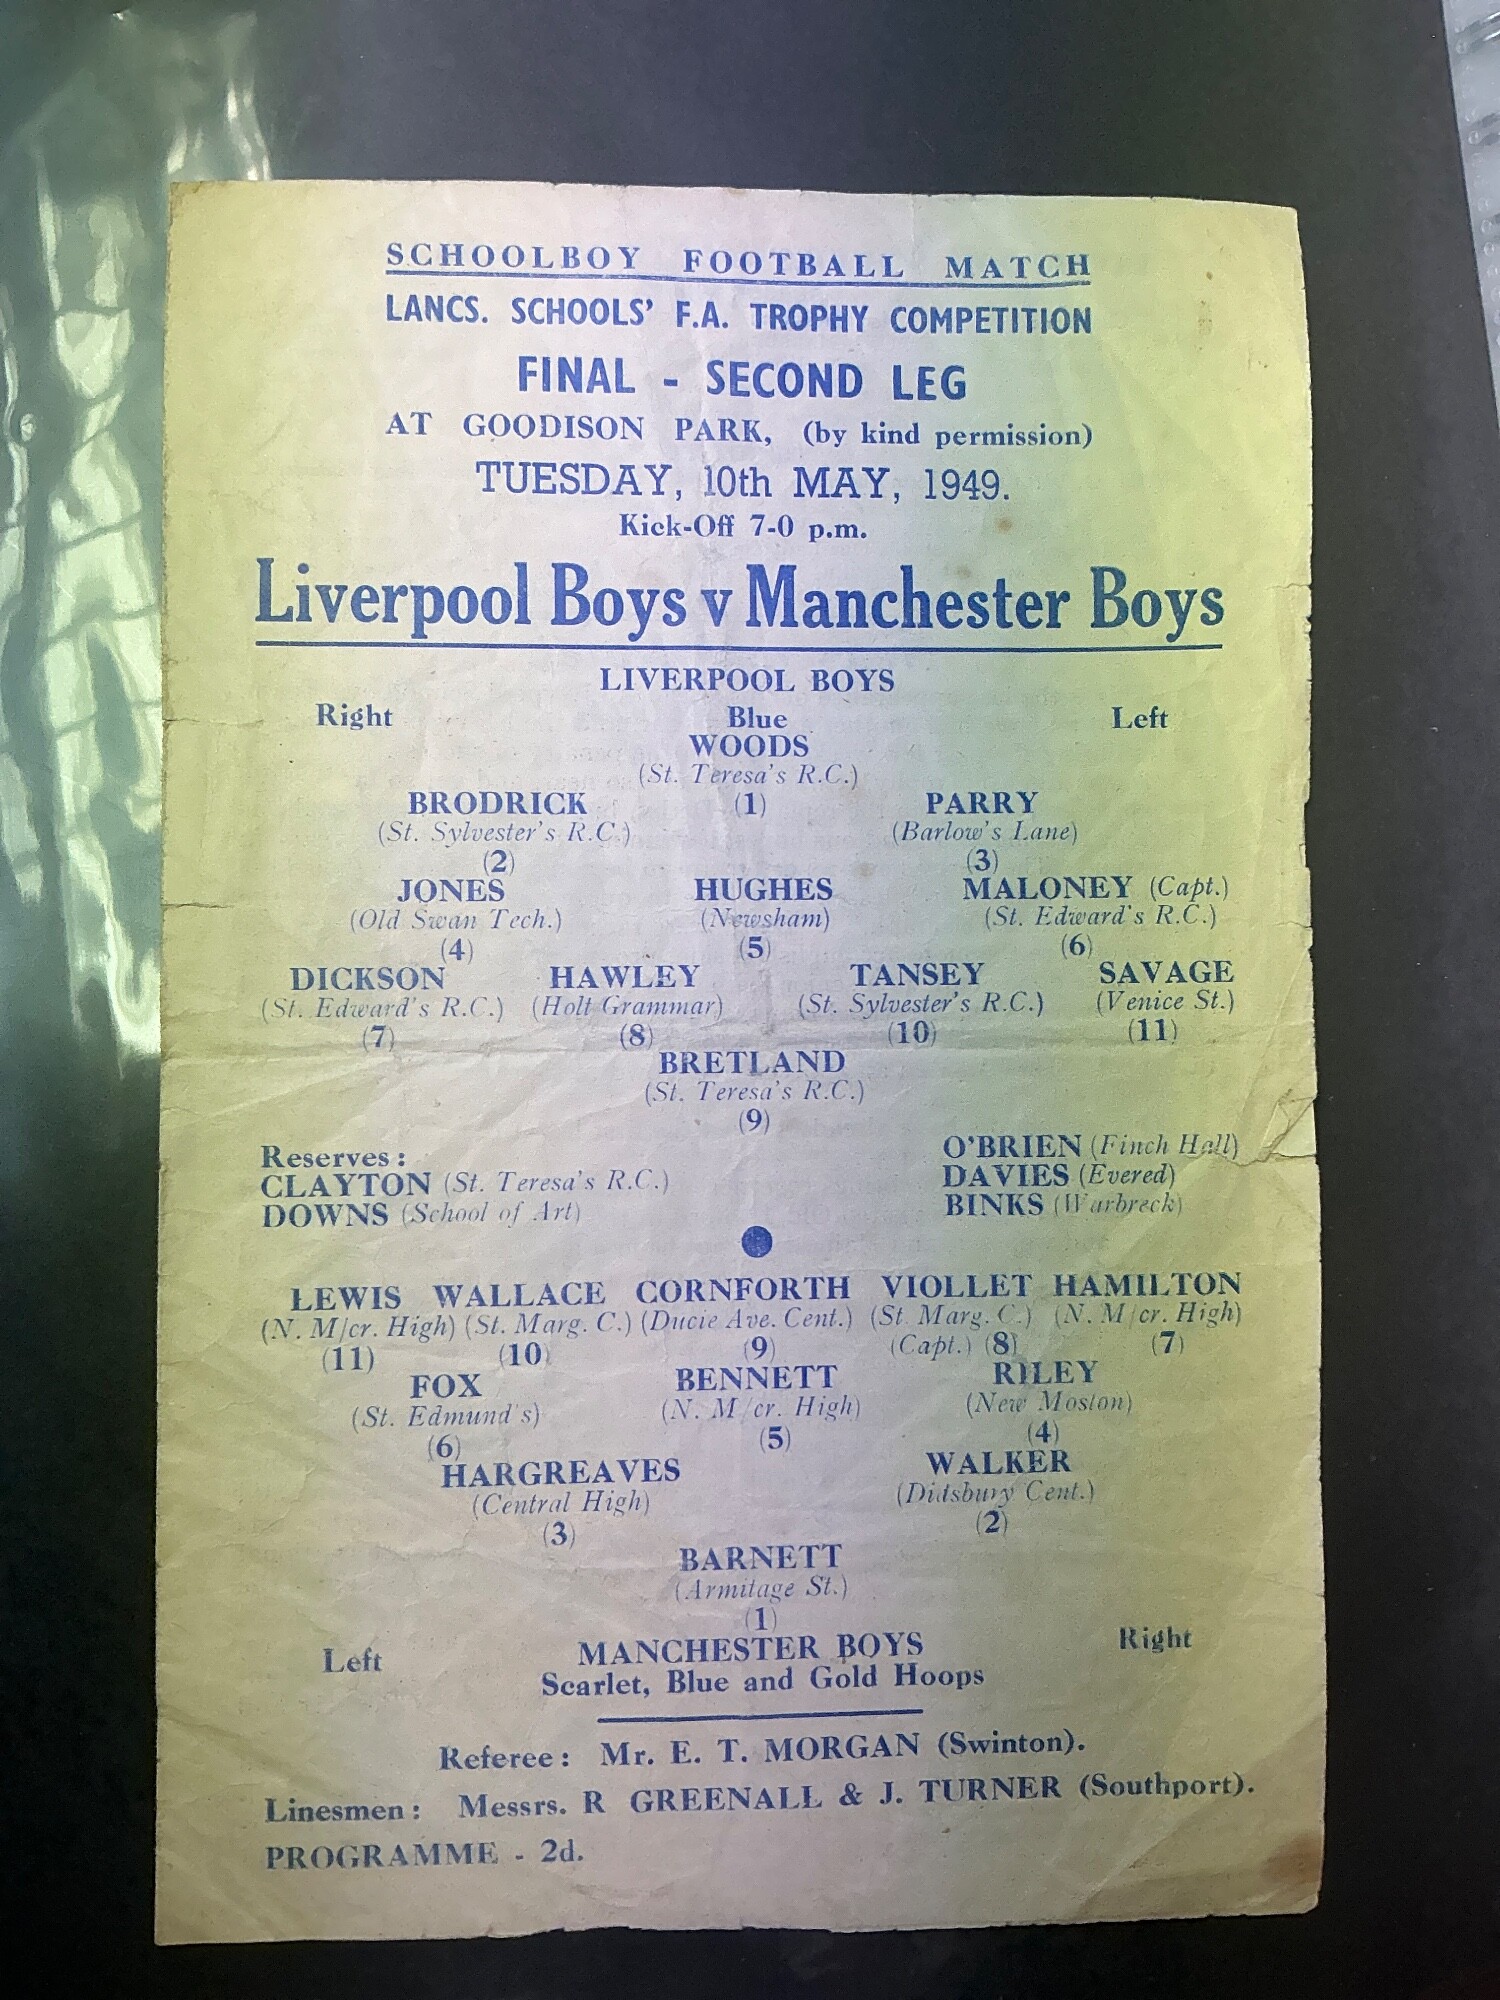 SCHOOLBOY FOOTBALL MATCH
LANCS. SCHOOLS' F.A. TROPHY COMPETITION
FINAL - SECOND LEG
AT GOODISON PARK, (by kind permission)
TUESDAY, 10th MAY, 1949.
Kick-Off 7-0 p.m.
Liverpool Boys v Manchester Boys
LIVERPOOL BOYS
Right Blue Left
WOODS
(St. Teresa's R.C.)
BRODRICK (1) PARRY
(St. Sylvester's R.C.) (Barlow's Lane)
(2) (3)
JONES HUGHES MALONEY (Capt.)
(Old Swan Tech.) (Newsham) (St. Edward's R.C.)
(4) (5) (6)
DICKSON HAWLEY TANSEY SAVAGE
(St. Edward's R.C.) (Holt Grammar) (St. Sylvester's R.C.) (Venice St.)
(7) (8) (10) (11)
BRETLAND
(St. Teresa's R.C.)
(9)
Reserves: O'BRIEN (Finch Hall)
CLAYTON (St. Teresa's R.C.) DAVIES (Evered)
DOWNS (School of Art) BINKS (Warbreck)
LEWIS WALLACE CORNFORTH VIOLLET HAMILTON
(N. M/cr. High) (St. Marg. C.) (Ducie Ave. Cent.) (St. Marg. C.) (N. M/cr. High)
(11) (10) (9) (Capt.) (8) (7)
FOX BENNETT RILEY
(St. Edmund's) (N. M/cr. High) (New Moston)
(6) (5) (4)
HARGREAVES WALKER
(Central High) (Didsbury Cent.)
(3) (2)
BARNETT
(Armitage St.)
(1)
Left MANCHESTER BOYS Right
Scarlet, Blue and Gold Hoops
Referee: Mr. E. T. MORGAN (Swinton).
Linesmen: Messrs. R GREENALL & J. TURNER (Southport).
PROGRAMME - 2d.